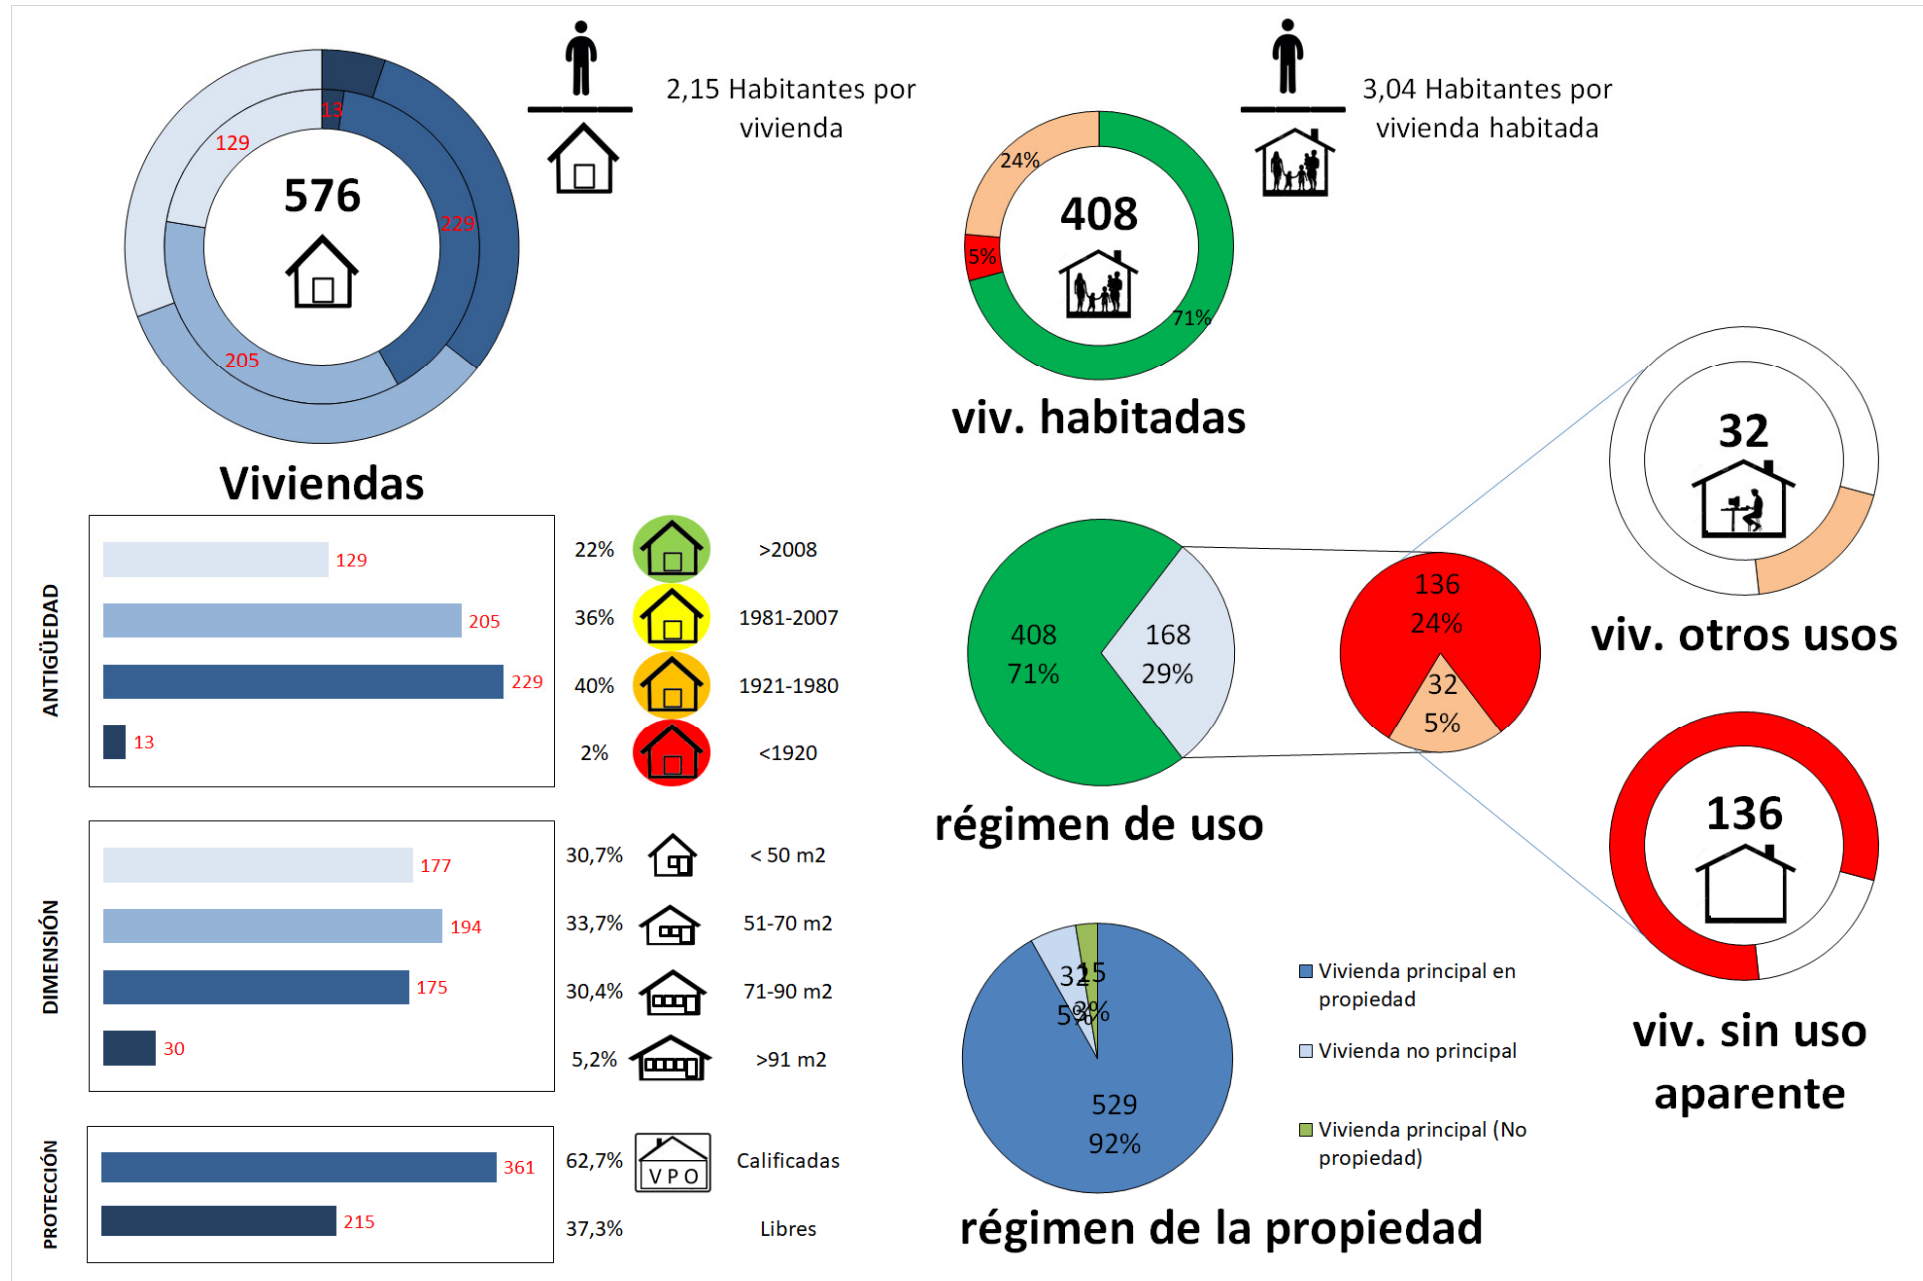 13
129
229
205
576
Viviendas
2,15 Habitantes por
vivienda
24%
5%
71%
408
viv. habitadas
3,04 Habitantes por
vivienda habitada
ANTIGÜEDAD
129
22%
>2008
205
36%
1981-2007
229
40%
1921-1980
13
2%
<1920
DIMENSIÓN
177
30,7%
< 50 m2
194
33,7%
51-70 m2
175
30,4%
71-90 m2
30
5,2%
>91 m2
PROTECCIÓN
361
62,7%
VPO
Calificadas
215
37,3%
Libres
408
71%
168
29%
136
24%
32
5%
régimen de uso
32
viv. otros usos
136
viv. sin uso
aparente
32
5%
15
3%
529
92%
Vivienda principal en
propiedad
Vivienda no principal
Vivienda principal (No
propiedad)
régimen de la propiedad